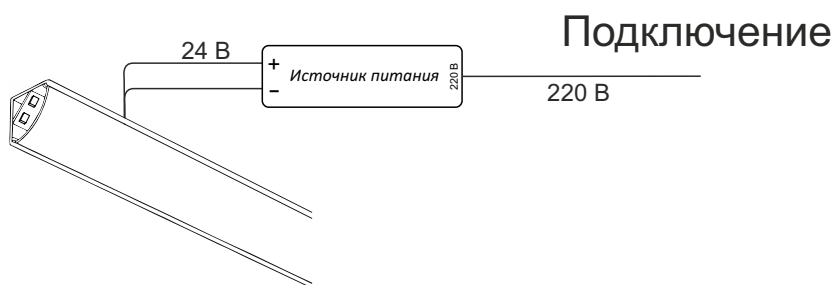 Подключение
24 В
+
Источник питания
220 В
–
220 В